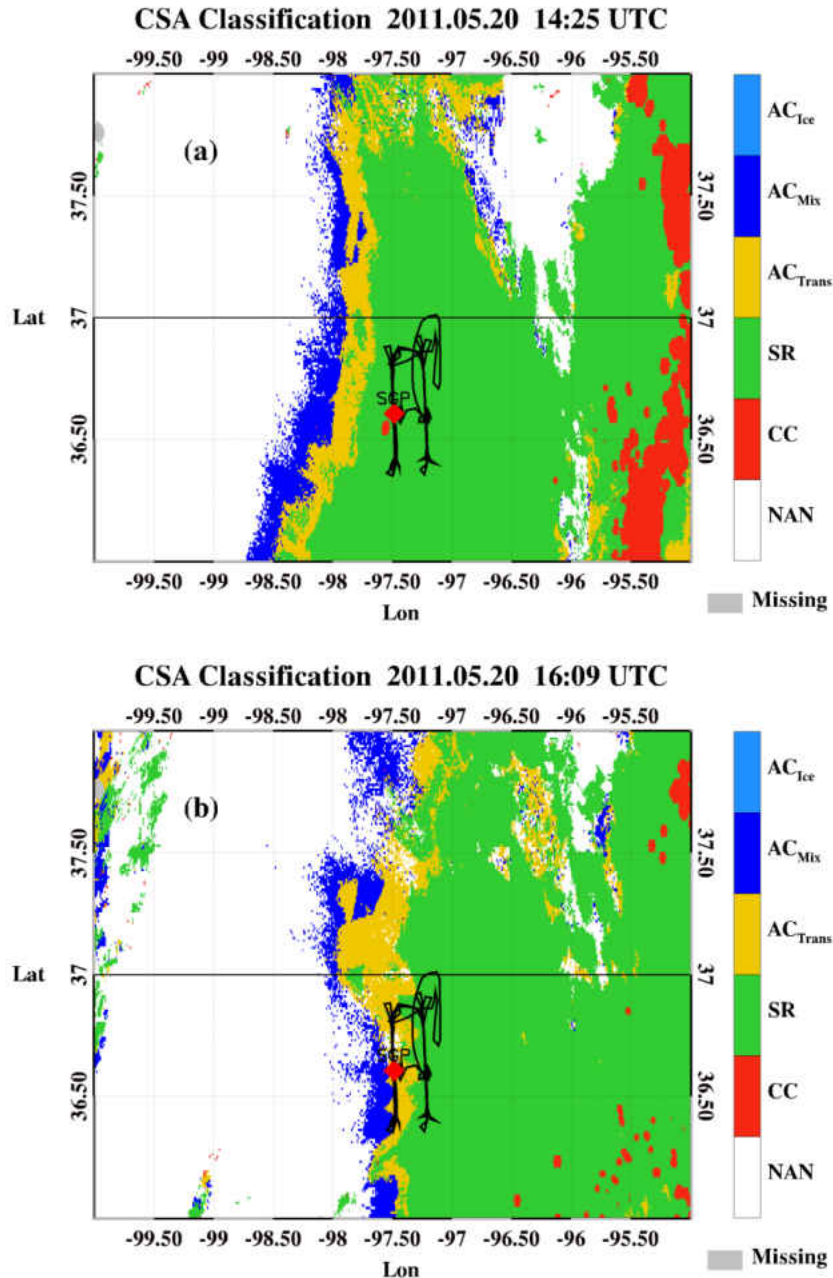 CSA Classification 2011.05.20 14:25 UTC
-99.50 -99 -98.50 -98 -97.50 -97 -96.50 -96 -95.50
(a)
37.50 37.50
Lat 37 37
SGP
36.50 36.50
-99.50 -99 -98.50 -98 -97.50 -97 -96.50 -96 -95.50
Lon
AC_Ice
AC_Mix
AC_Trans
SR
CC
NAN
Missing
CSA Classification 2011.05.20 16:09 UTC
-99.50 -99 -98.50 -98 -97.50 -97 -96.50 -96 -95.50
(b)
37.50 37.50
Lat 37 37
SGP
36.50 36.50
-99.50 -99 -98.50 -98 -97.50 -97 -96.50 -96 -95.50
Lon
AC_Ice
AC_Mix
AC_Trans
SR
CC
NAN
Missing